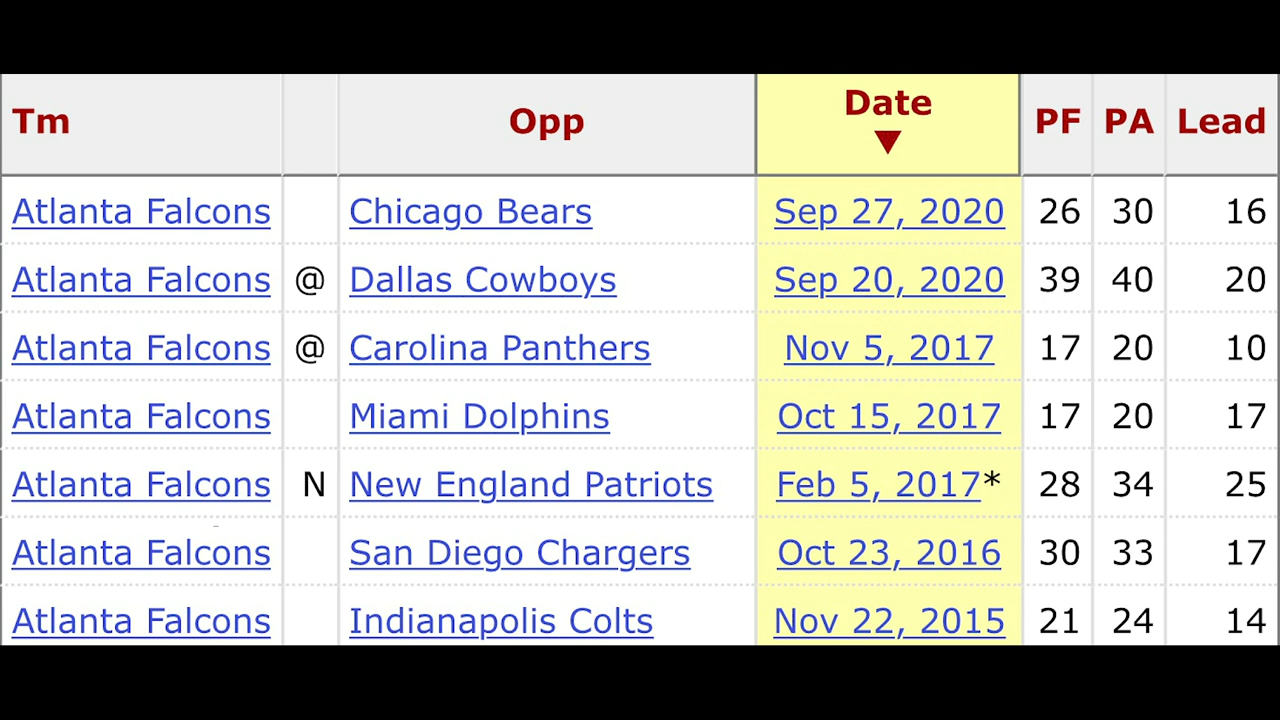 Tm Opp Date ▼ PF PA Lead
Atlanta Falcons Chicago Bears Sep 27, 2020 26 30 16
Atlanta Falcons @ Dallas Cowboys Sep 20, 2020 39 40 20
Atlanta Falcons @ Carolina Panthers Nov 5, 2017 17 20 10
Atlanta Falcons Miami Dolphins Oct 15, 2017 17 20 17
Atlanta Falcons N New England Patriots Feb 5, 2017* 28 34 25
Atlanta Falcons San Diego Chargers Oct 23, 2016 30 33 17
Atlanta Falcons Indianapolis Colts Nov 22, 2015 21 24 14